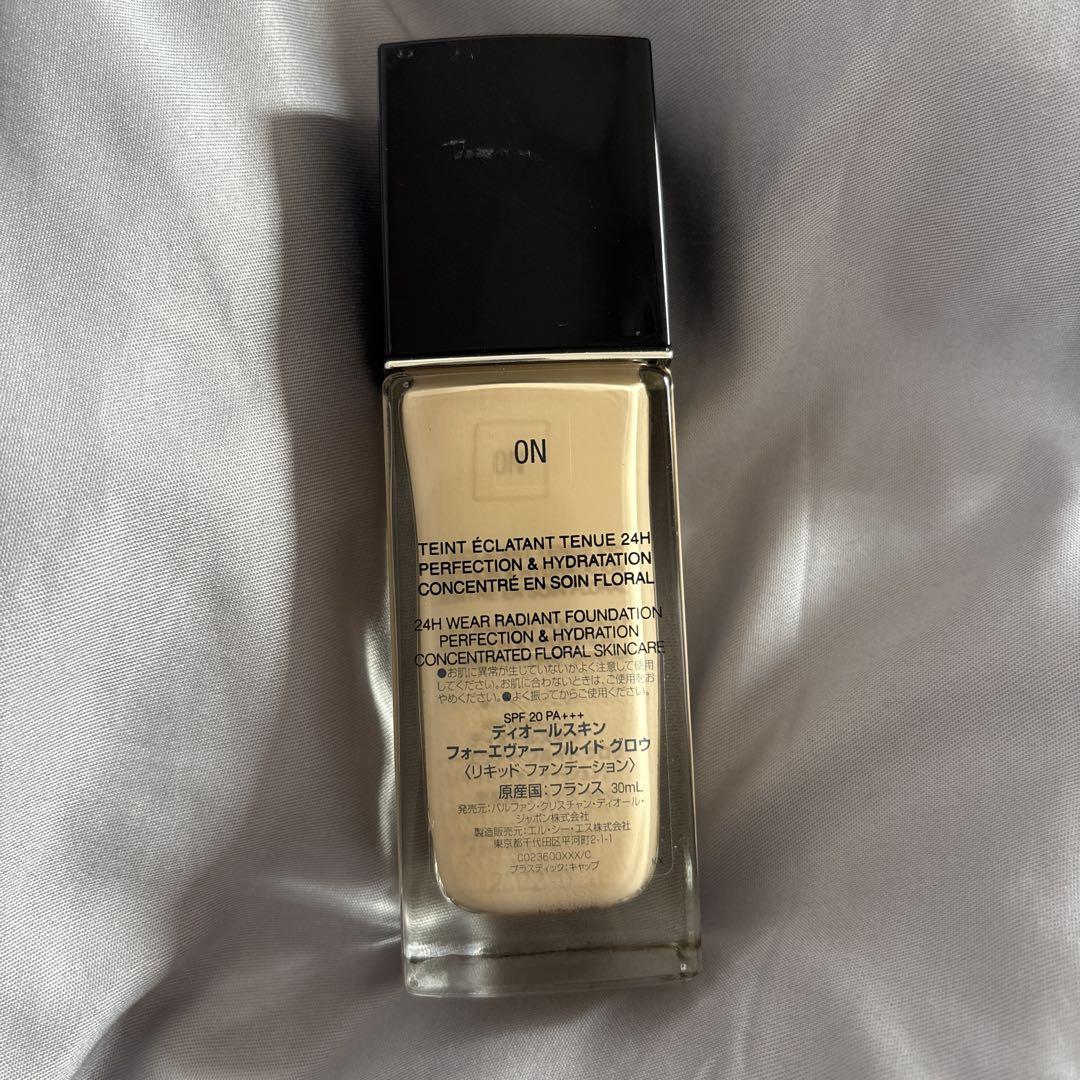 0N
TEINT ÉCLATANT TENUE 24H
PERFECTION & HYDRATATION
CONCENTRÉ EN SOIN FLORAL
24H WEAR RADIANT FOUNDATION
PERFECTION & HYDRATION
CONCENTRATED FLORAL SKINCARE
●お肌に異常が生じていないかよく注意して使用
してください。お肌に合わないときは、ご使用をお
やめください。●よく振ってからご使用ください。
SPF 20 PA+++
ディオールスキン
フォーエヴァー フルイド グロウ
〈リキッド ファンデーション〉
原産国:フランス 30mL
発売元:パルファン・クリスチャン・ディオール・
ジャポン株式会社
製造販売元:エル・シー・エス株式会社
東京都千代田区平河町2-1-1
C023600XXX/C
プラスティック:キャップ